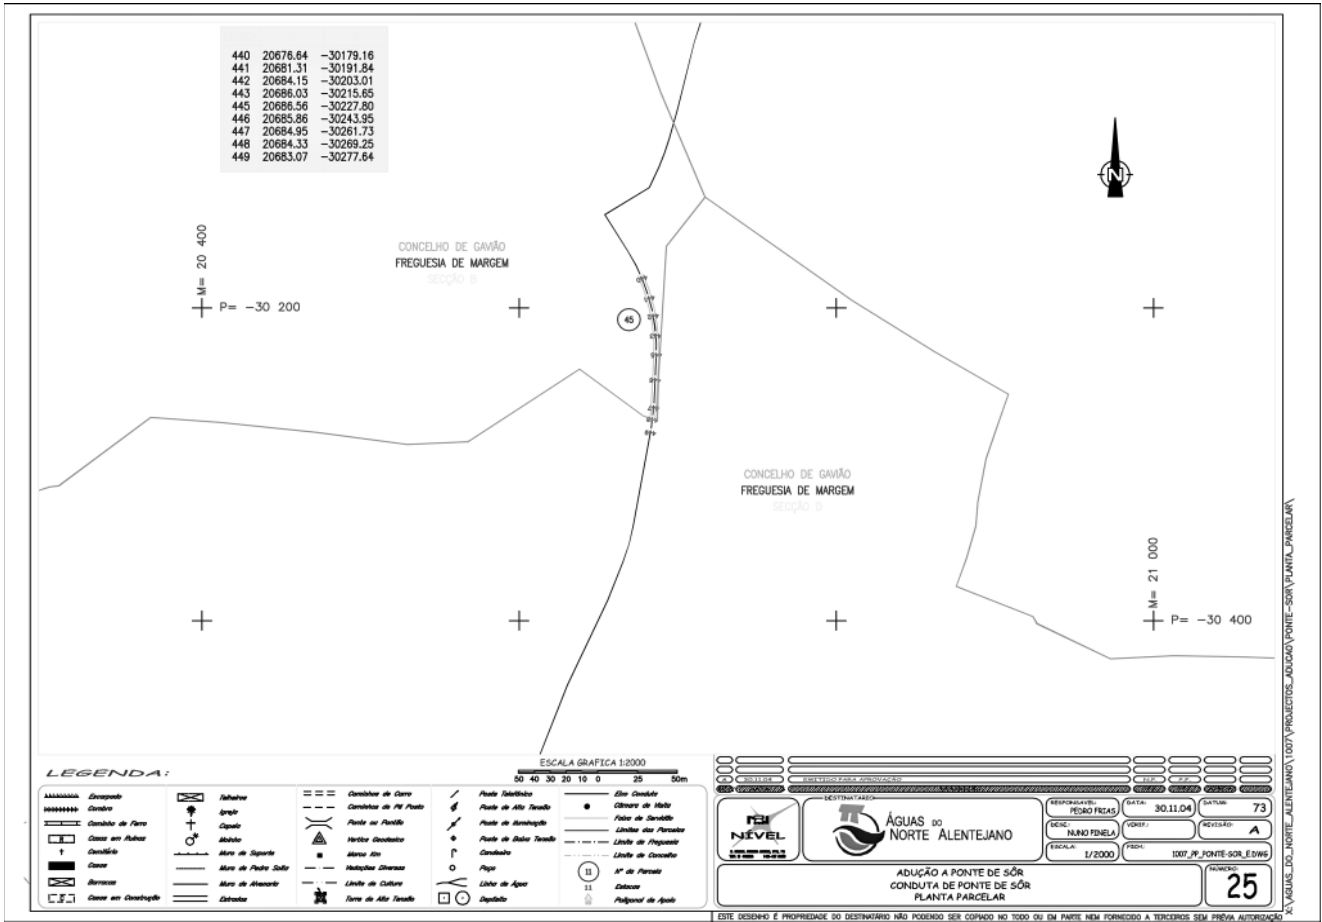 440 20676.64 −30179.16
441 20681.31 −30191.84
442 20684.15 −30203.01
443 20686.03 −30215.65
445 20686.56 −30227.80
446 20685.86 −30243.95
447 20684.95 −30261.73
448 20684.33 −30269.25
449 20683.07 −30277.64
N
M= 20 400
P= −30 200
CONCELHO DE GAVIÃO
FREGUESIA DE MARGEM
SECÇÃO B
45
CONCELHO DE GAVIÃO
FREGUESIA DE MARGEM
SECÇÃO D
M= 21 000
P= −30 400
X:\AGUAS_DO_NORTE_ALENTEJANO\1007\PROJECTOS_ADUCAO\PONTE-SOR\PLANTA_PARCELAR\
ESCALA GRAFICA 1:2000
50 40 30 20 10 0 25 50m
LEGENDA:
Escarpado
Combro
Caminho de Ferro
Casas em Ruinas
Cemitério
Casas
Barracas
Casas em Construção
Telheiros
Igreja
Capela
Moinho
Muro de Suporte
Muro de Pedra Solta
Muro de Alvenaria
Estradas
Caminhos de Carro
Caminhos de Pé Posto
Ponte ou Pontão
Vertice Geodesico
Marco Km
Vedações Diversas
Limite de Cultura
Torre de Alta Tensão
Poste Telefónico
Poste de Alta Tensão
Poste de Iluminação
Poste de Baixa Tensão
Candeeiro
Poço
Linha de Água
Depósito
Eixo Conduta
Câmara de Visita
Faixa de Servidão
Limites das Parcelas
Limite de Freguesia
Limite de Concelho
11 Nº da Parcela
11 Estacas
Poligonal de Apoio
A 30.11.04 EMITIDO PARA APROVAÇÃO N.P. P.F.
NÍVEL
DESTINATÁRIO:
ÁGUAS DO
NORTE ALENTEJANO
RESPONSÁVEL:
PEDRO FRIAS
DATA:
30.11.04
DATUM:
73
DESE.:
NUNO PINELA
VERIF.:
REVISÃO:
A
ESCALA:
1/2000
FICH.:
1007_PP_PONTE-SOR_E.DWG
ADUÇÃO A PONTE DE SÔR
CONDUTA DE PONTE DE SÔR
PLANTA PARCELAR
NÚMERO:
25
ESTE DESENHO É PROPRIEDADE DO DESTINATÁRIO NÃO PODENDO SER COPIADO NO TODO OU EM PARTE NEM FORNECIDO A TERCEIROS SEM PRÉVIA AUTORIZAÇÃO